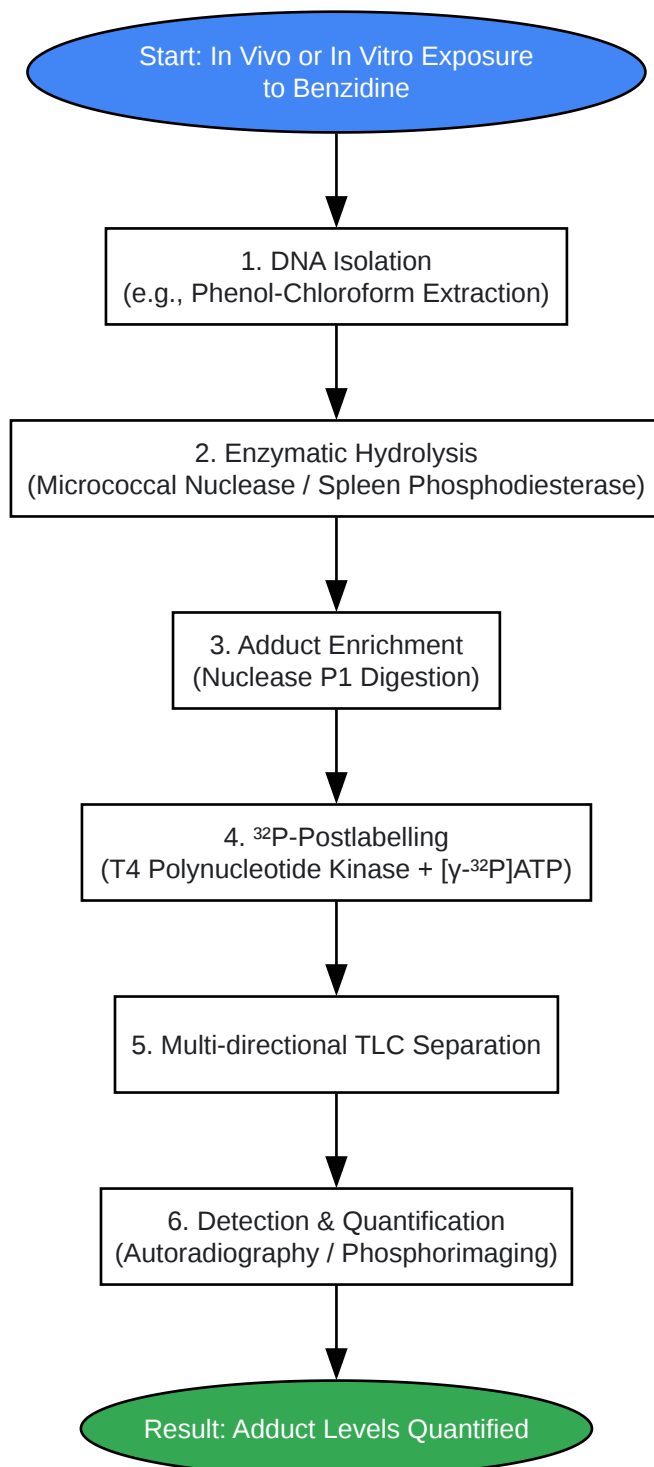 Start: In Vivo or In Vitro Exposure
to Benzidine
1. DNA Isolation
(e.g., Phenol-Chloroform Extraction)
2. Enzymatic Hydrolysis
(Micrococcal Nuclease / Spleen Phosphodiesterase)
3. Adduct Enrichment
(Nuclease P1 Digestion)
4. ³²P-Postlabelling
(T4 Polynucleotide Kinase + [γ-³²P]ATP)
5. Multi-directional TLC Separation
6. Detection & Quantification
(Autoradiography / Phosphorimaging)
Result: Adduct Levels Quantified